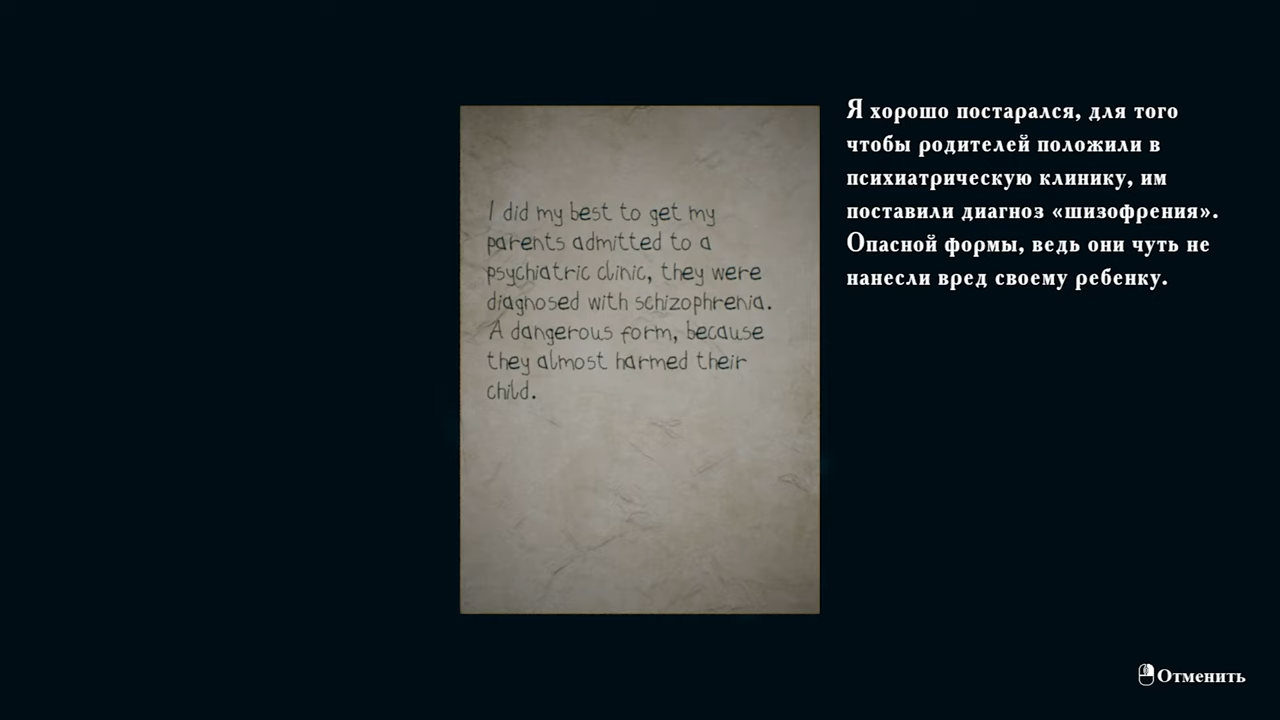 I did my best to get my
parents admitted to a
psychiatric clinic, they were
diagnosed with schizophrenia.
A dangerous form, because
they almost harmed their
child.
Я хорошо постарался, для того
чтобы родителей положили в
психиатрическую клинику, им
поставили диагноз «шизофрения».
Опасной формы, ведь они чуть не
нанесли вред своему ребенку.
Отменить